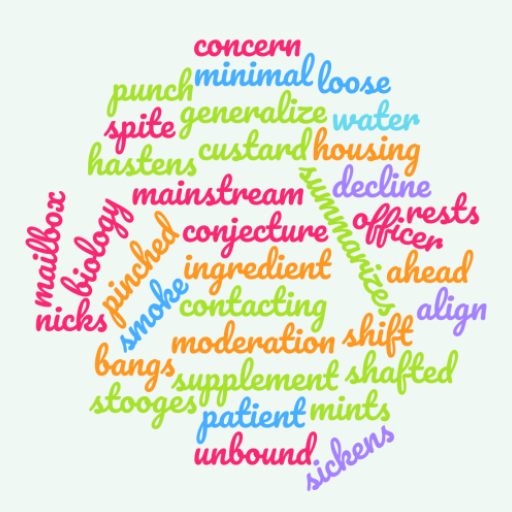 concern
minimal
loose
punch
generalize
water
spite
custard
housing
hastens
decline
mainstream
summarizes
rests
officer
mailbox
biology
conjecture
pinched
ingredient
ahead
smoke
contacting
align
nicks
moderation
shift
bangs
supplement
shafted
stooges
patient
mints
unbound
sickens